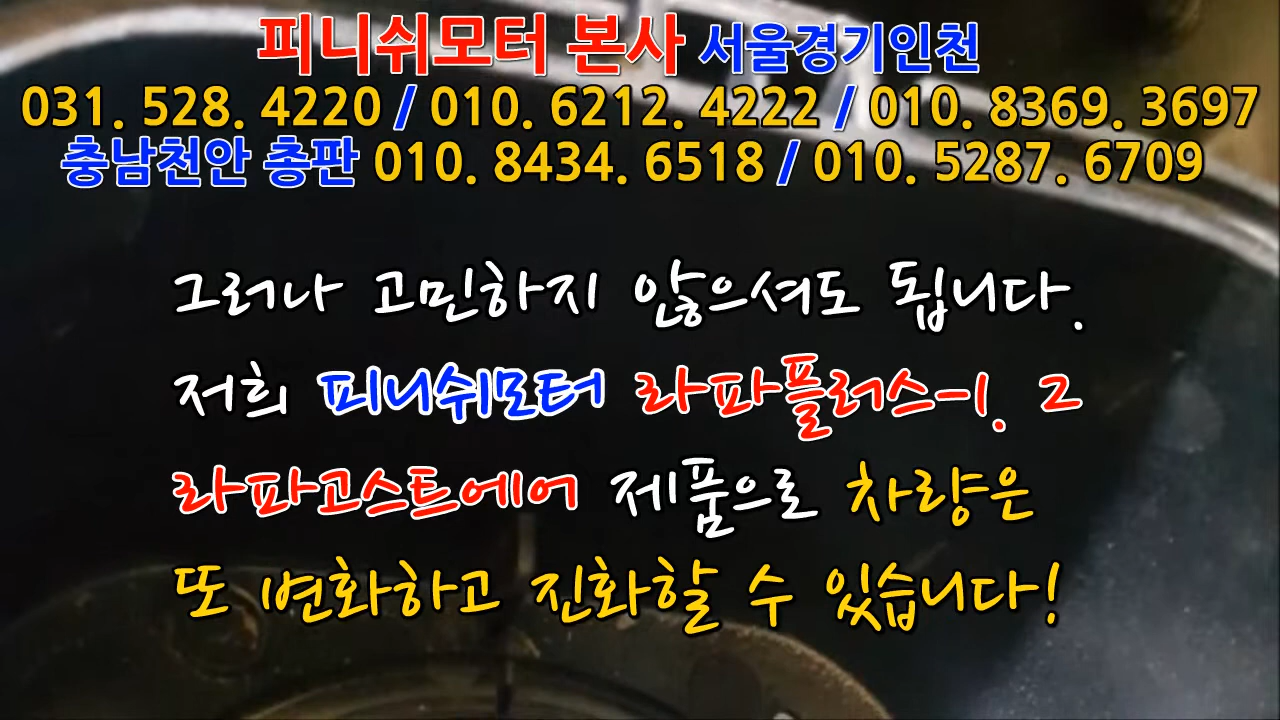 피니쉬모터 본사 서울경기인천
031. 528. 4220 / 010. 6212. 4222 / 010. 8369. 3697
충남천안 총판 010. 8434. 6518 / 010. 5287. 6709
그러나 고민하지 않으셔도 됩니다.
저희 피니쉬모터 라파플러스-1. 2
라파고스트에어 제품으로 차량은
또 변화하고 진화할 수 있습니다!